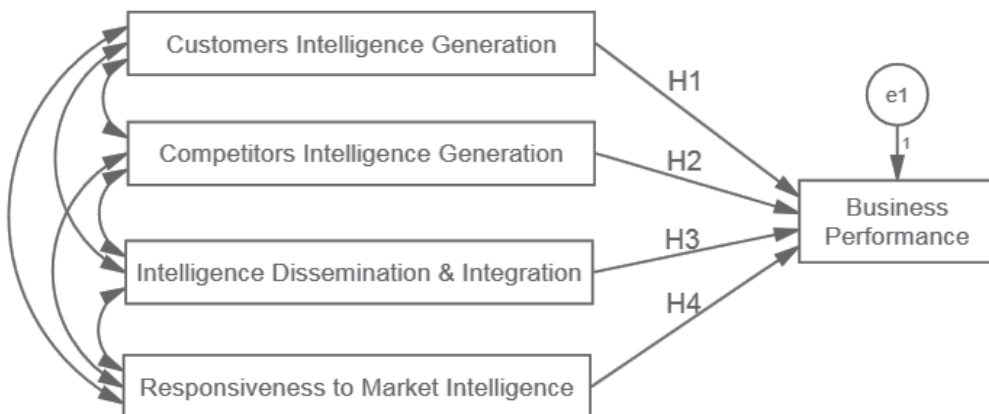 Customers Intelligence Generation
H1
e1
1
Competitors Intelligence Generation
H2
Business
Performance
Intelligence Dissemination & Integration
H3
H4
Responsiveness to Market Intelligence